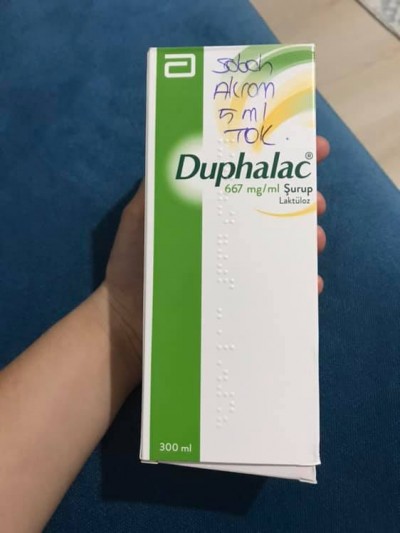 Sabah
Akşam
5 ml
TOK.
Duphalac®
667 mg/ml Şurup
Laktüloz
300 ml